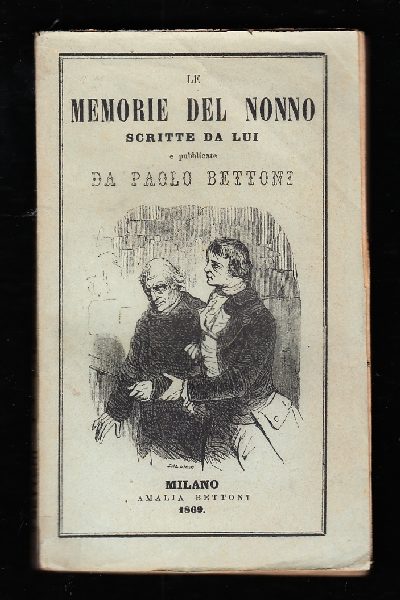 LE
MEMORIE DEL NONNO
SCRITTE DA LUI
e pubblicate
DA PAOLO BETTONI
MILANO
AMALIA BETTONI
1869.